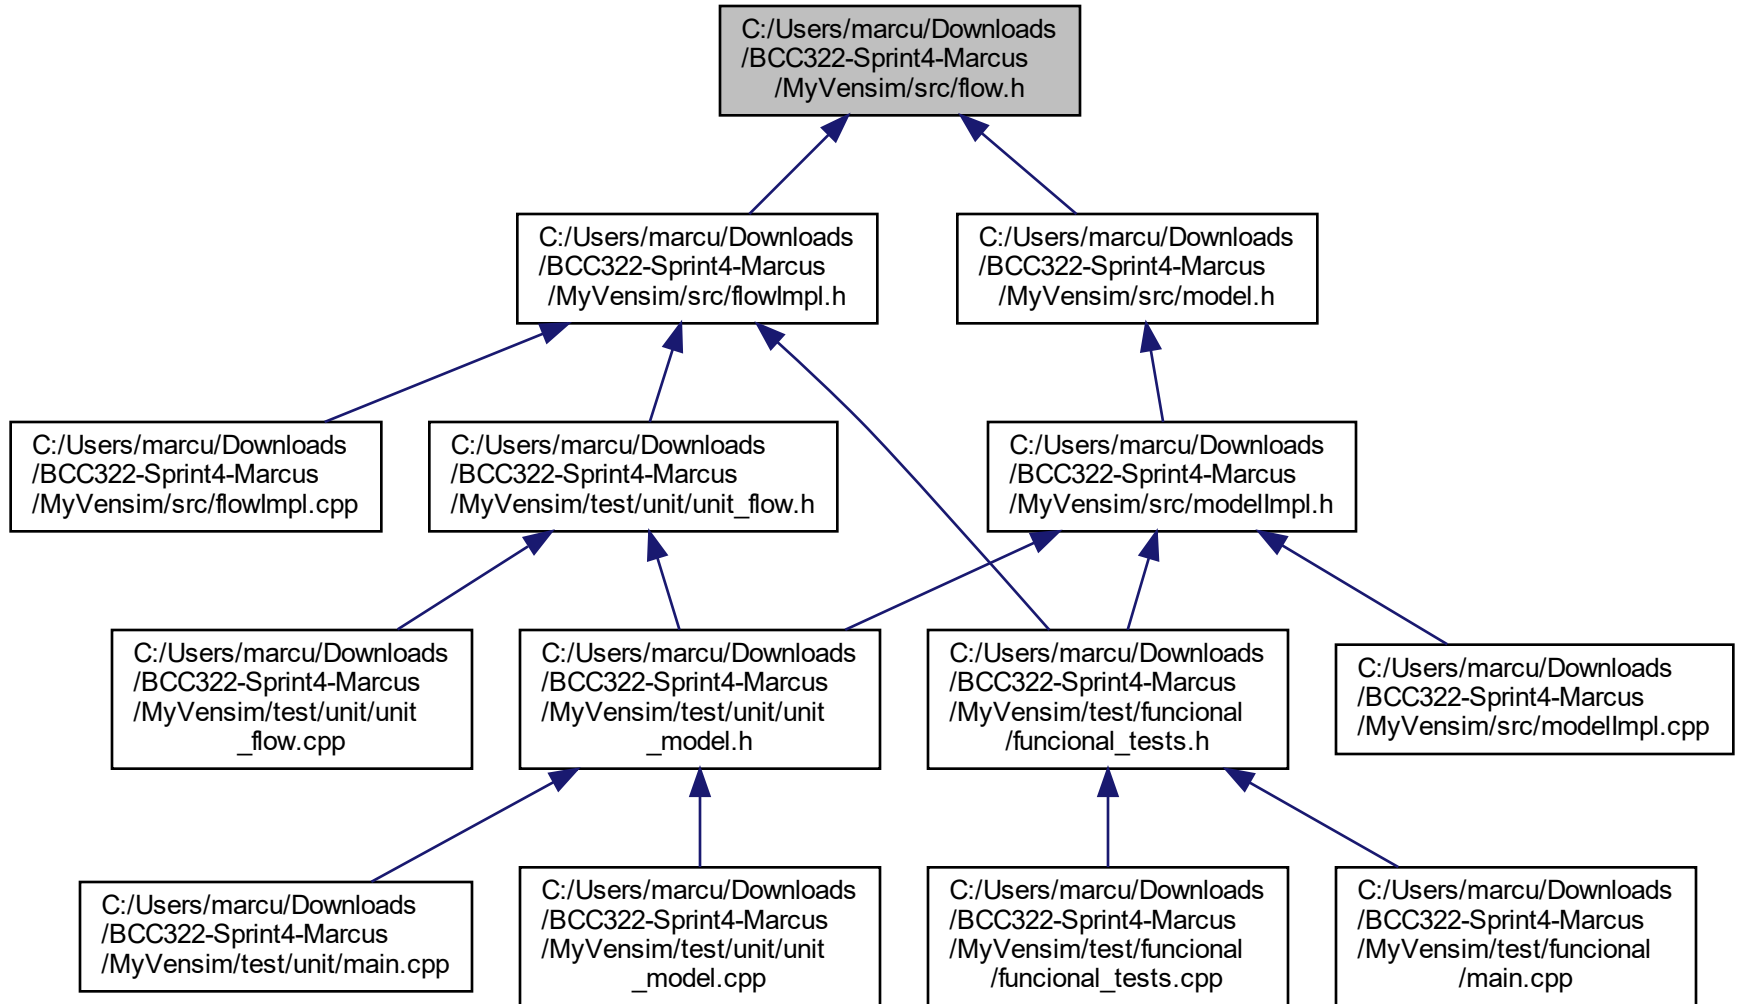 C:/Users/marcu/Downloads
/BCC322-Sprint4-Marcus
/MyVensim/src/flow.h
C:/Users/marcu/Downloads
/BCC322-Sprint4-Marcus
/MyVensim/src/flowImpl.h
C:/Users/marcu/Downloads
/BCC322-Sprint4-Marcus
/MyVensim/src/model.h
C:/Users/marcu/Downloads
/BCC322-Sprint4-Marcus
/MyVensim/src/flowImpl.cpp
C:/Users/marcu/Downloads
/BCC322-Sprint4-Marcus
/MyVensim/test/unit/unit_flow.h
C:/Users/marcu/Downloads
/BCC322-Sprint4-Marcus
/MyVensim/src/modelImpl.h
C:/Users/marcu/Downloads
/BCC322-Sprint4-Marcus
/MyVensim/test/unit/unit
_flow.cpp
C:/Users/marcu/Downloads
/BCC322-Sprint4-Marcus
/MyVensim/test/unit/unit
_model.h
C:/Users/marcu/Downloads
/BCC322-Sprint4-Marcus
/MyVensim/test/funcional
/funcional_tests.h
C:/Users/marcu/Downloads
/BCC322-Sprint4-Marcus
/MyVensim/src/modelImpl.cpp
C:/Users/marcu/Downloads
/BCC322-Sprint4-Marcus
/MyVensim/test/unit/main.cpp
C:/Users/marcu/Downloads
/BCC322-Sprint4-Marcus
/MyVensim/test/unit/unit
_model.cpp
C:/Users/marcu/Downloads
/BCC322-Sprint4-Marcus
/MyVensim/test/funcional
/funcional_tests.cpp
C:/Users/marcu/Downloads
/BCC322-Sprint4-Marcus
/MyVensim/test/funcional
/main.cpp